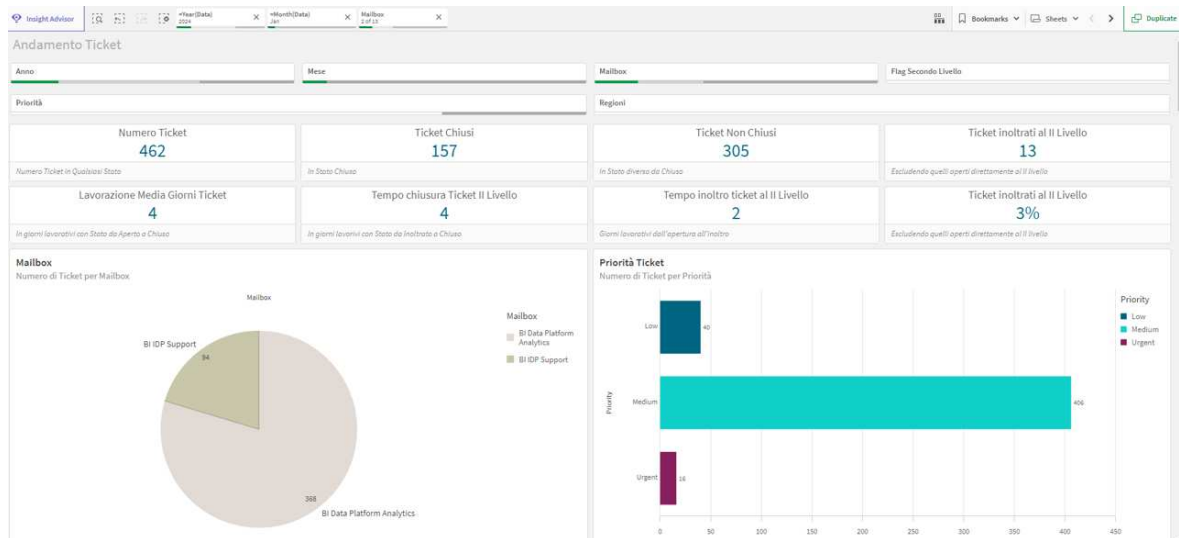 Insight Advisor
=Year(Data)
2024
=Month(Data)
Jan
Mailbox
2 of 13
Bookmarks
Sheets
Duplicate
Andamento Ticket
Anno
Mese
Mailbox
Flag Secondo Livello
Priorità
Regioni
Numero Ticket
462
Numero Ticket in Qualsiasi Stato
Ticket Chiusi
157
In Stato Chiuso
Ticket Non Chiusi
305
In Stato diverso da Chiuso
Ticket inoltrati al II Livello
13
Escludendo quelli aperti direttamente al II livello
Lavorazione Media Giorni Ticket
4
In giorni lavorativi con Stato da Aperto a Chiuso
Tempo chiusura Ticket II Livello
4
In giorni lavorivi con Stato da Inoltrato a Chiuso
Tempo inoltro ticket al II Livello
2
Giorni lavorativi dall'apertura all'inoltro
Ticket inoltrati al II Livello
3%
Escludendo quelli aperti direttamente al II livello
Mailbox
Numero di Ticket per Mailbox
Mailbox
BI IDP Support
94
368
BI Data Platform Analytics
Mailbox
BI Data Platform
Analytics
BI IDP Support
Priorità Ticket
Numero di Ticket per Priorità
Priority
Low
40
Medium
406
Urgent
16
0 50 100 150 200 250 300 350 400 450
Priority
Low
Medium
Urgent